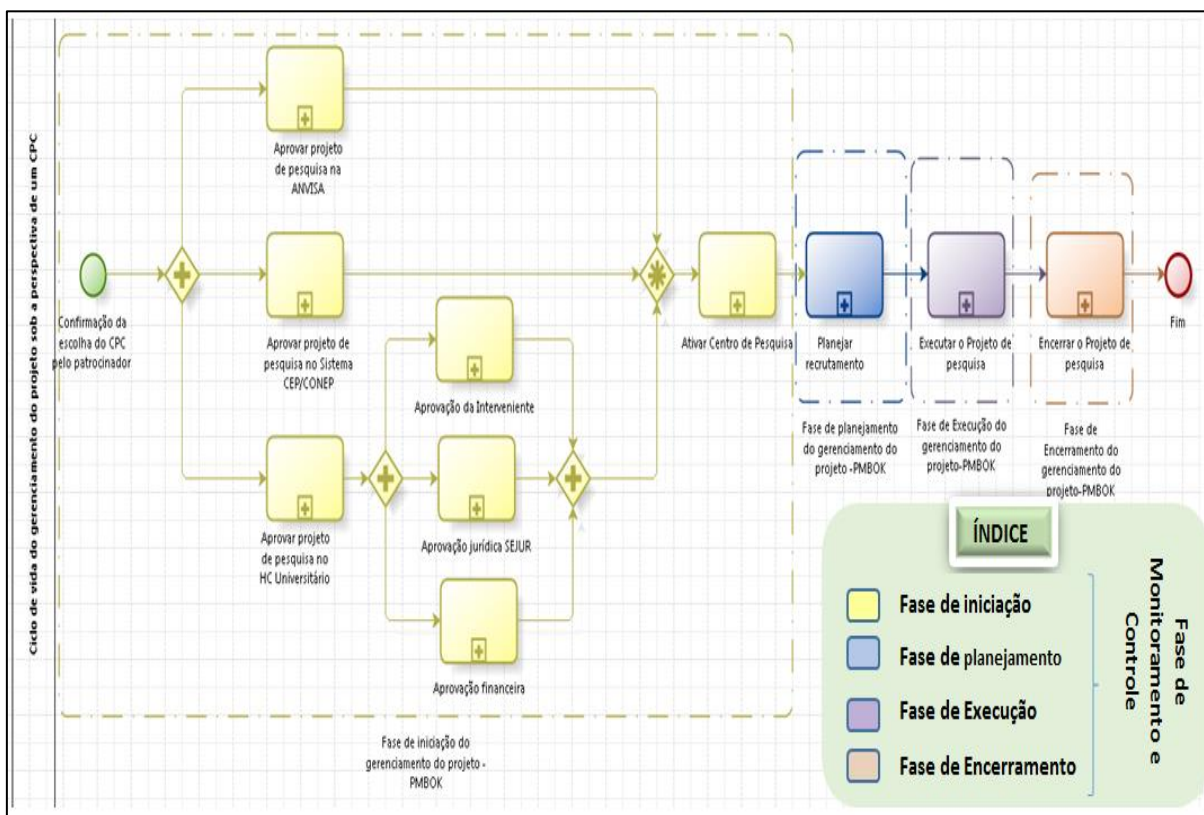 Ciclo de vida do gerenciamento do projeto sob a perspectiva de um CPC
Confirmação da
escolha do CPC
pelo patrocinador
Aprovar projeto
de pesquisa na
ANVISA
Aprovar projeto de
pesquisa no Sistema
CEP/CONEP
Aprovar projeto
de pesquisa no
HC Universitário
Aprovação da Interveniente
Aprovação jurídica SEJUR
Aprovação financeira
Ativar Centro de Pesquisa
Planejar
recrutamento
Executar o Projeto de
pesquisa
Encerrar o Projeto de
pesquisa
Fim
Fase de iniciação do
gerenciamento do projeto -
PMBOK
Fase de planejamento
do gerenciamento do
projeto -PMBOK
Fase de Execução do
gerenciamento do
projeto-PMBOK
Fase de
Encerramento do
gerenciamento do
projeto-PMBOK
ÍNDICE
Fase de iniciação
Fase de planejamento
Fase de Execução
Fase de Encerramento
Fase de
Monitoramento e
Controle